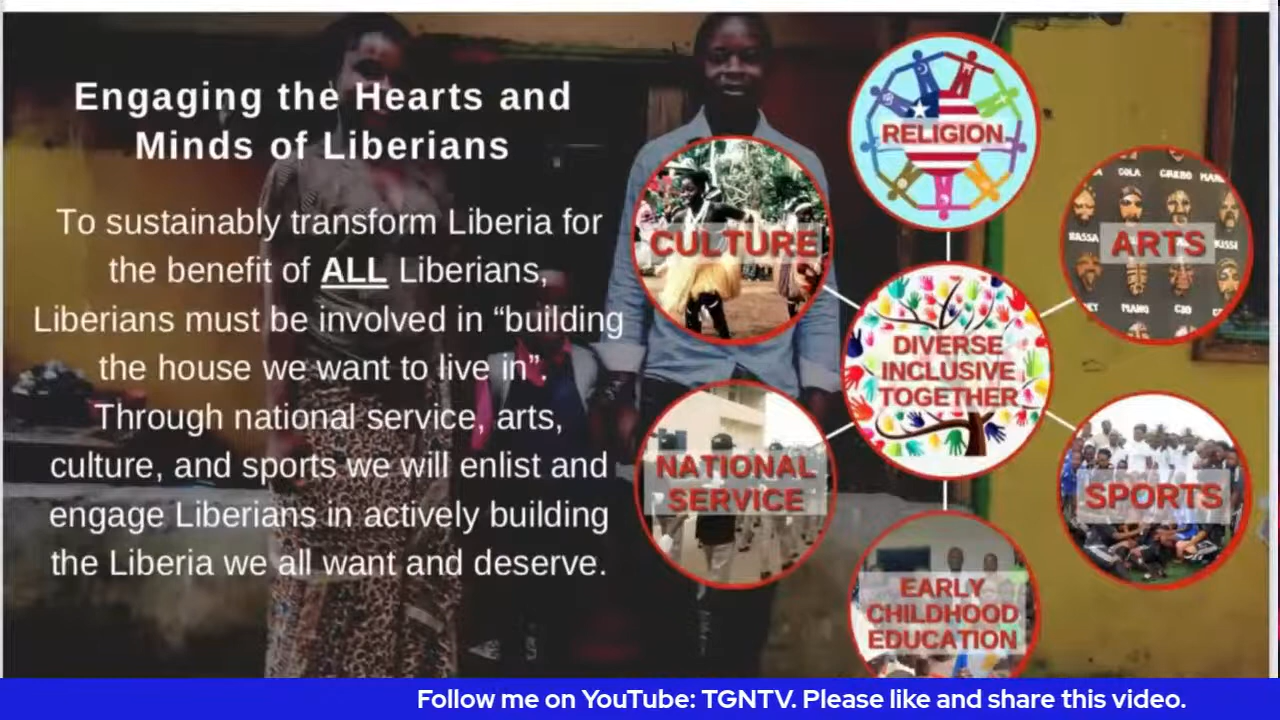 Engaging the Hearts and
Minds of Liberians
To sustainably transform Liberia for
the benefit of ALL Liberians,
Liberians must be involved in “building
the house we want to live in”.
Through national service, arts,
culture, and sports we will enlist and
engage Liberians in actively building
the Liberia we all want and deserve.
RELIGION
CULTURE
GOLA
ARTS
BASSA
MANO
GIO
DIVERSE
INCLUSIVE
TOGETHER
NATIONAL
SERVICE
SPORTS
EARLY
CHILDHOOD
EDUCATION
Follow me on YouTube: TGNTV. Please like and share this video.